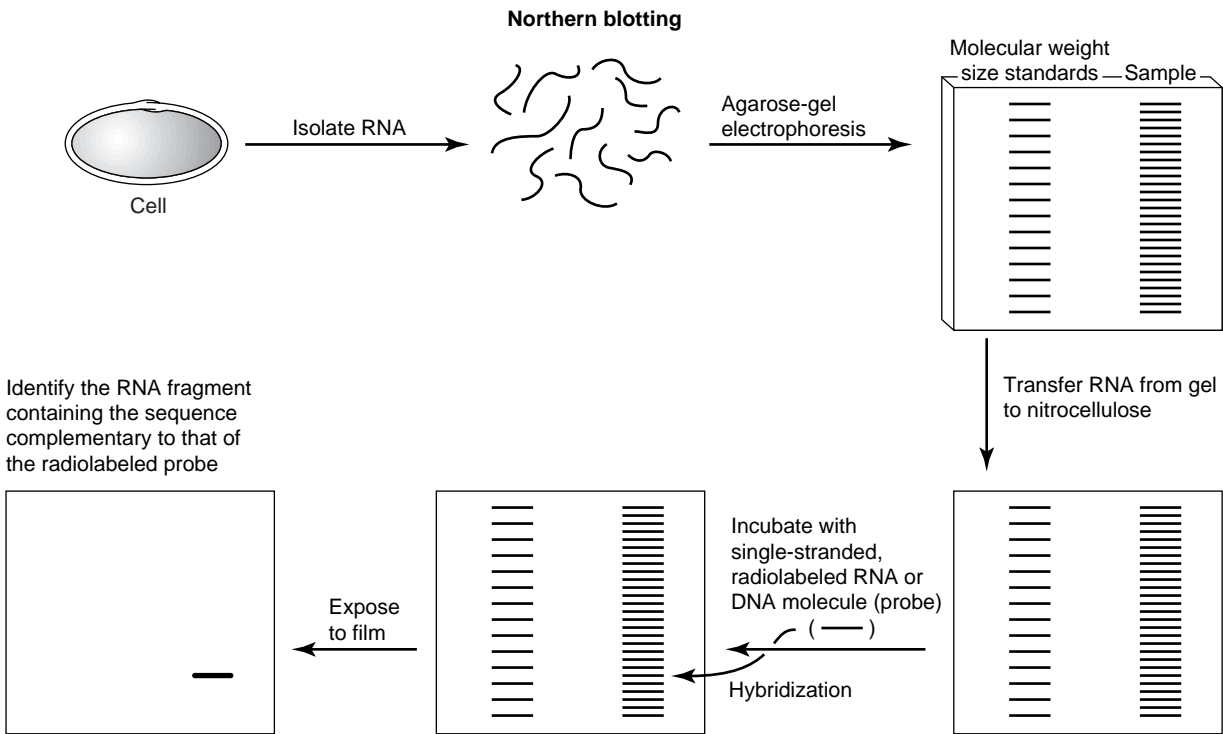 Northern blotting
Cell
Isolate RNA
Agarose-gel
electrophoresis
Molecular weight
size standards
Sample
Transfer RNA from gel
to nitrocellulose
Incubate with
single-stranded,
radiolabeled RNA or
DNA molecule (probe)
( — )
Hybridization
Expose
to film
Identify the RNA fragment
containing the sequence
complementary to that of
the radiolabeled probe